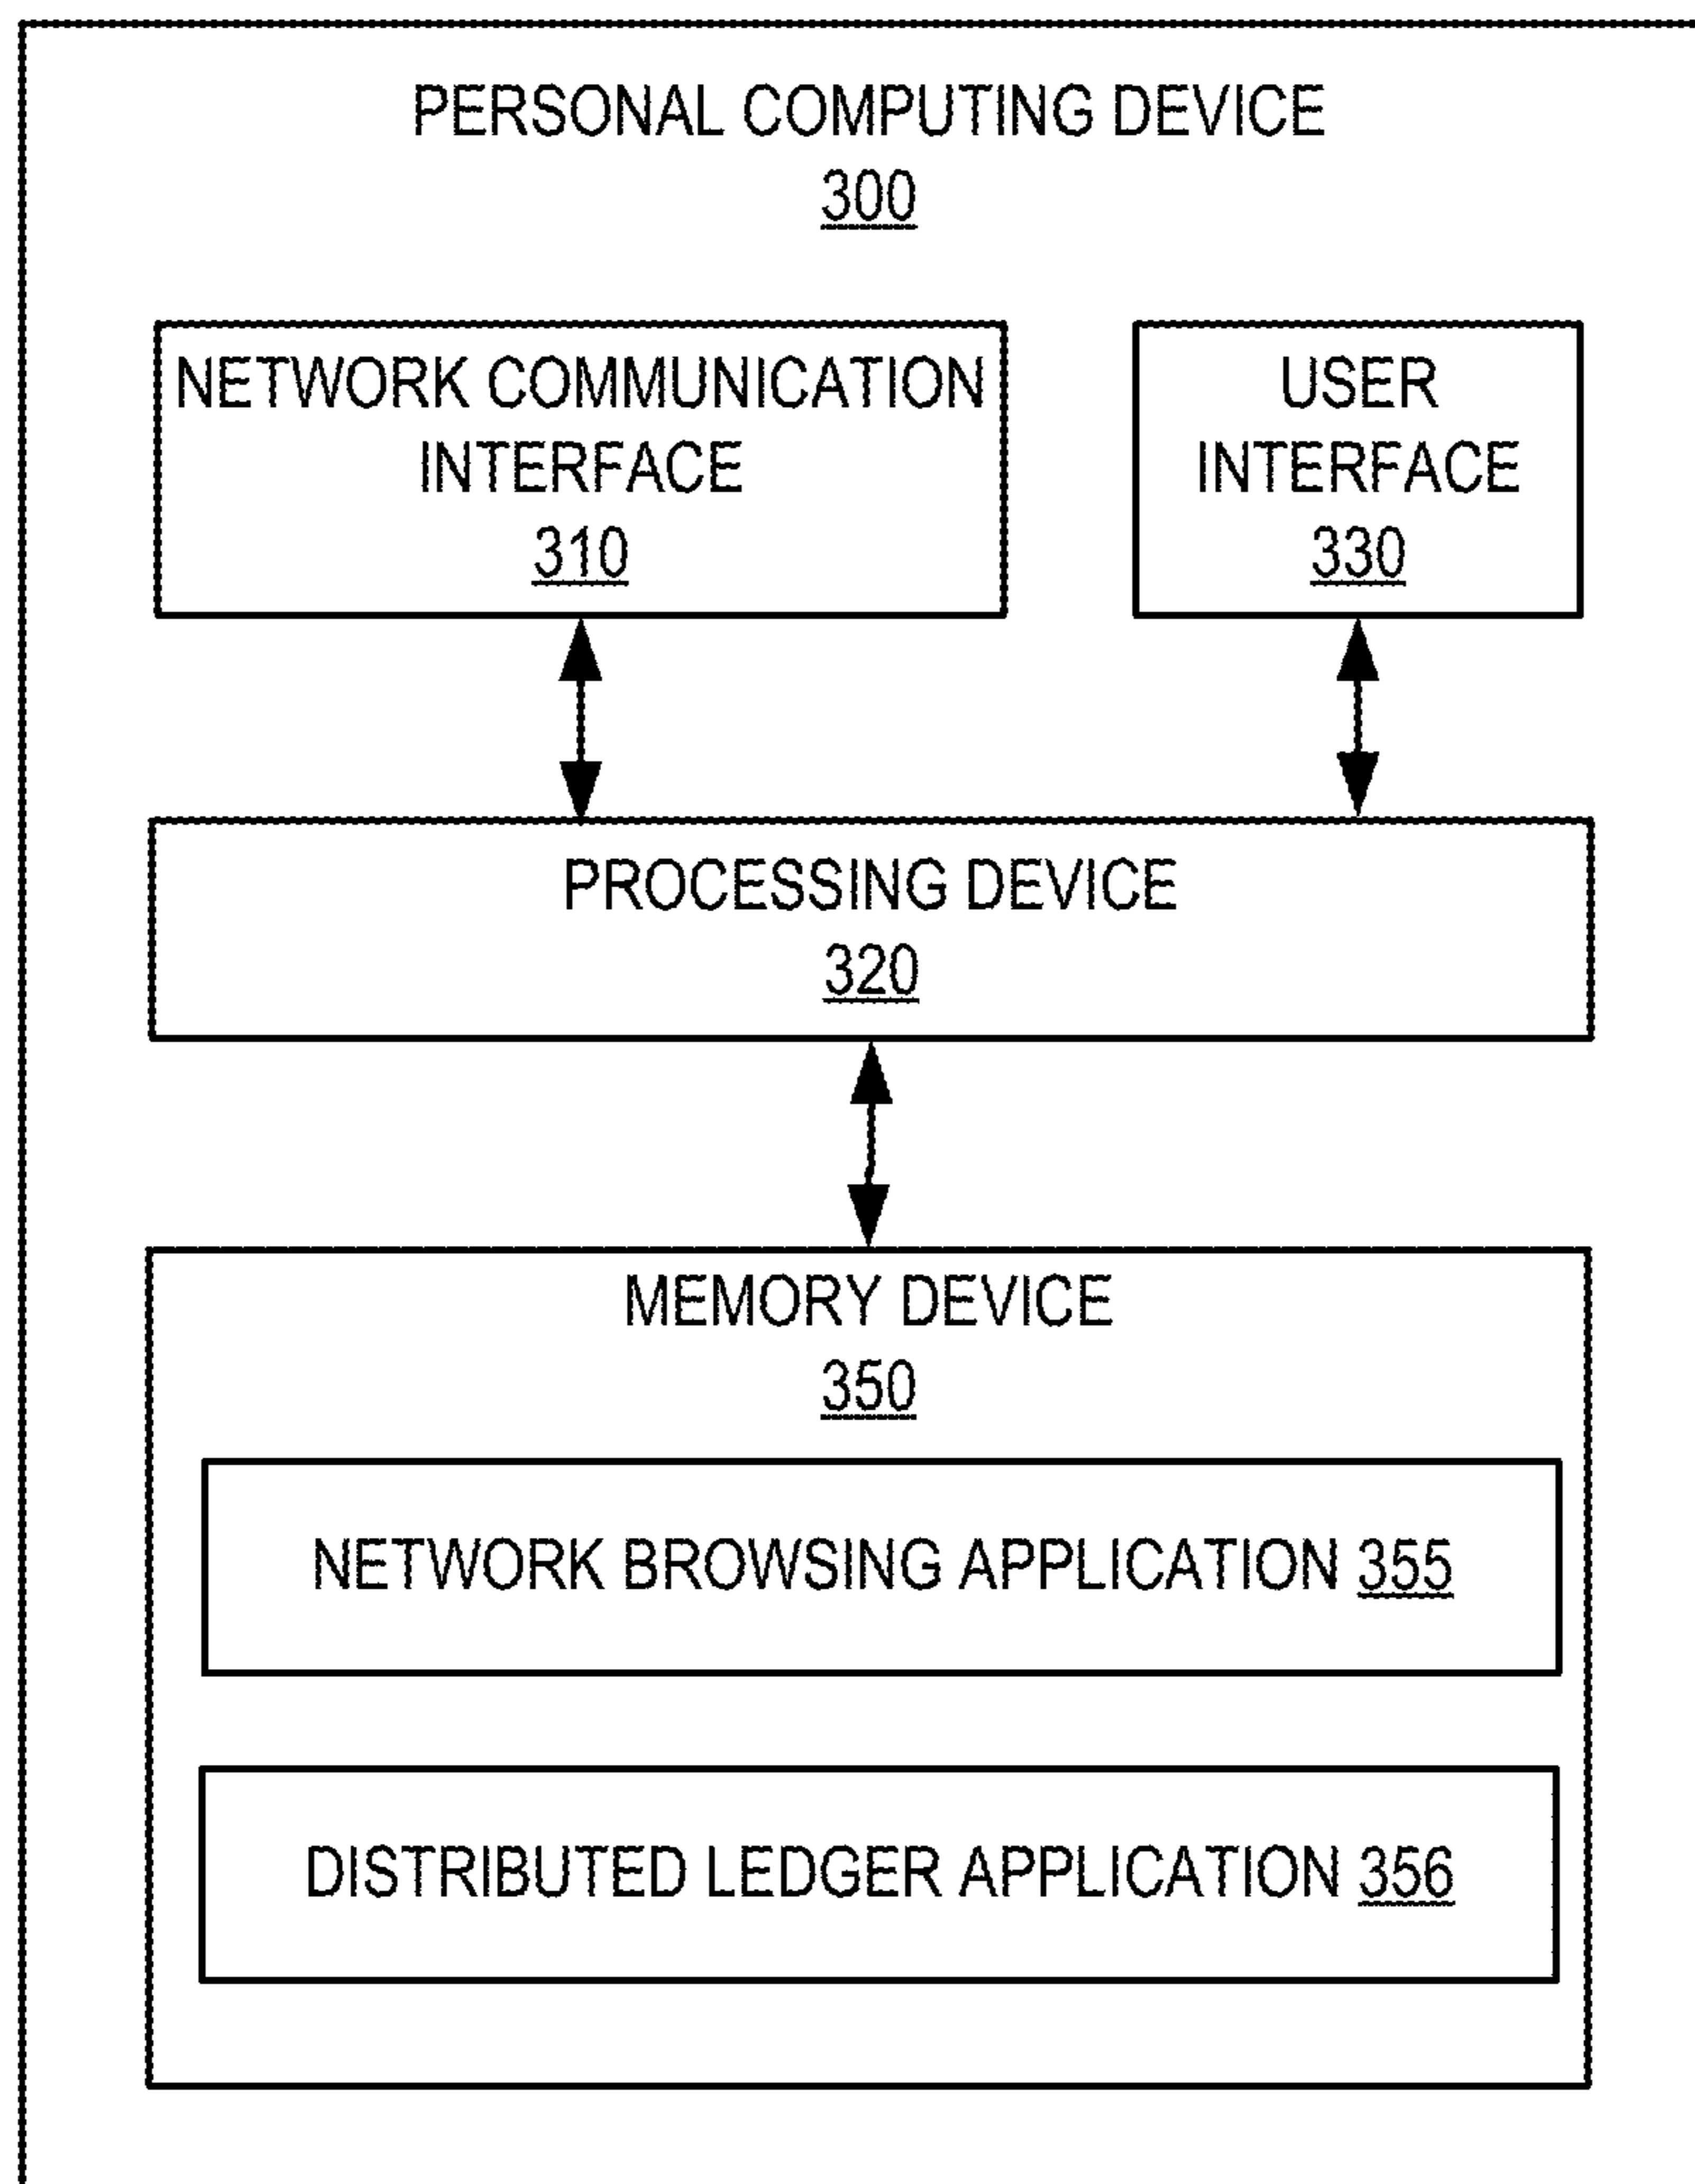 PERSONAL COMPUTING DEVICE
300
NETWORK COMMUNICATION
INTERFACE
310
USER
INTERFACE
330
PROCESSING DEVICE
320
MEMORY DEVICE
350
NETWORK BROWSING APPLICATION 355
DISTRIBUTED LEDGER APPLICATION 356